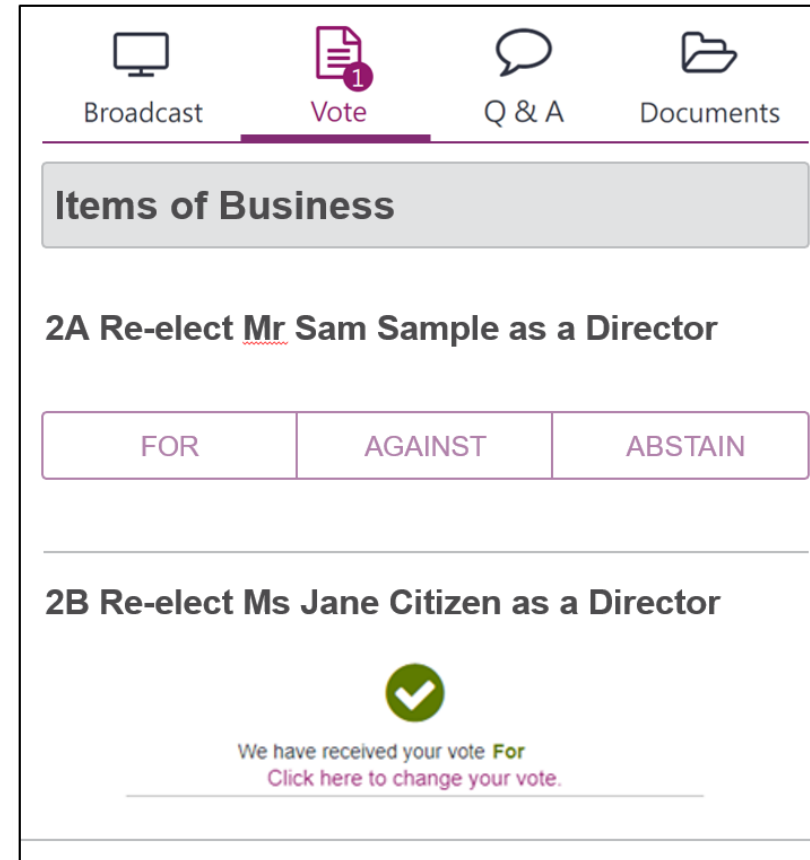 1
Broadcast Vote Q & A Documents
Items of Business
2A Re-elect Mr Sam Sample as a Director
FOR AGAINST ABSTAIN
2B Re-elect Ms Jane Citizen as a Director
We have received your vote For
Click here to change your vote.